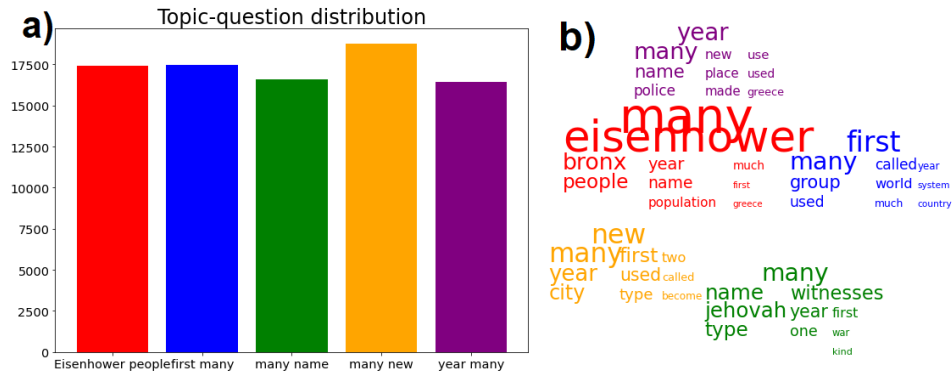 a)
Topic-question distribution
17500
15000
12500
10000
7500
5000
2500
0
Eisenhower people first many many name many new year many
b)
year
many new use
name place used
police made greece
many
eisenhower
bronx year much
people name first
population greece
first
many called year
group world system
used much country
new
many first two
year used called
city type become
many
name witnesses
jehovah year first
type one war
kind